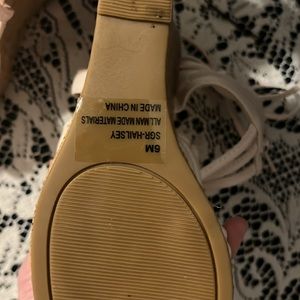 6M
SGR-HAILSEY
ALL MAN MADE MATERIALS
MADE IN CHINA